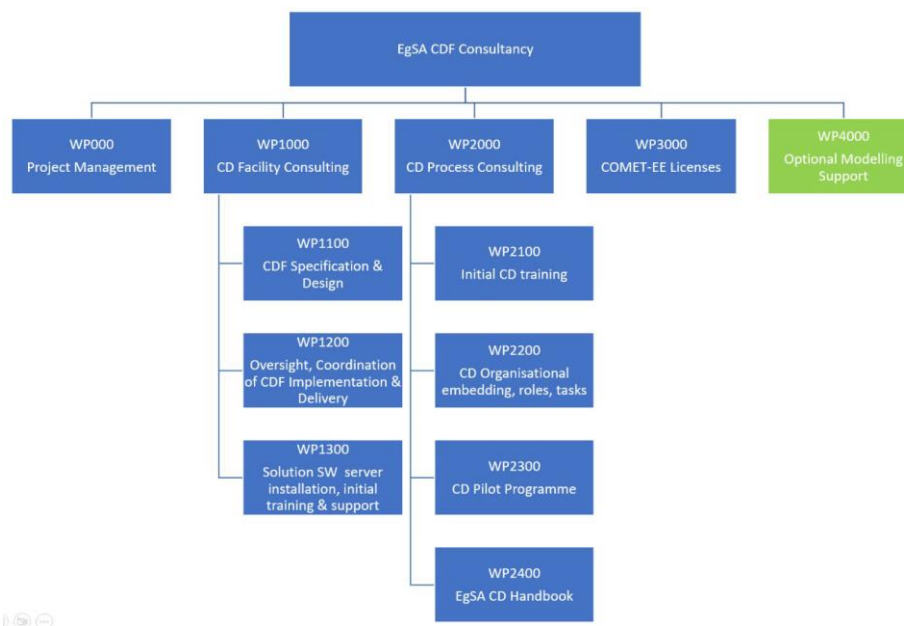 EgSA CDF Consultancy
WP000
Project Management
WP1000
CD Facility Consulting
WP2000
CD Process Consulting
WP3000
COMET-EE Licenses
WP4000
Optional Modelling
Support
WP1100
CDF Specification &
Design
WP1200
Oversight, Coordination
of CDF Implementation &
Delivery
WP1300
Solution SW server
installation, initial
training & support
WP2100
Initial CD training
WP2200
CD Organisational
embedding, roles, tasks
WP2300
CD Pilot Programme
WP2400
EgSA CD Handbook